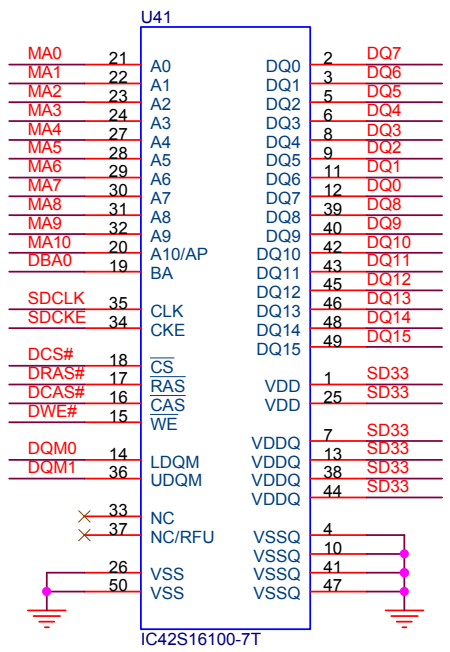 U41
MA0 21 A0 DQ0 2 DQ7
MA1 22 A1 DQ1 3 DQ6
MA2 23 A2 DQ2 5 DQ5
MA3 24 A3 DQ3 6 DQ4
MA4 27 A4 DQ4 8 DQ3
MA5 28 A5 DQ5 9 DQ2
MA6 29 A6 DQ6 11 DQ1
MA7 30 A7 DQ7 12 DQ0
MA8 31 A8 DQ8 39 DQ8
MA9 32 A9 DQ9 40 DQ9
MA10 20 A10/AP DQ10 42 DQ10
DBA0 19 BA DQ11 43 DQ11
DQ12 45 DQ12
SDCLK 35 CLK DQ13 46 DQ13
SDCKE 34 CKE DQ14 48 DQ14
DQ15 49 DQ15
DCS# 18 CS
DRAS# 17 RAS VDD 1 SD33
DCAS# 16 CAS VDD 25 SD33
DWE# 15 WE
VDDQ 7 SD33
DQM0 14 LDQM VDDQ 13 SD33
DQM1 36 UDQM VDDQ 38 SD33
VDDQ 44 SD33
33 NC
37 NC/RFU VSSQ 4
VSSQ 10
26 VSS VSSQ 41
50 VSS VSSQ 47
IC42S16100-7T